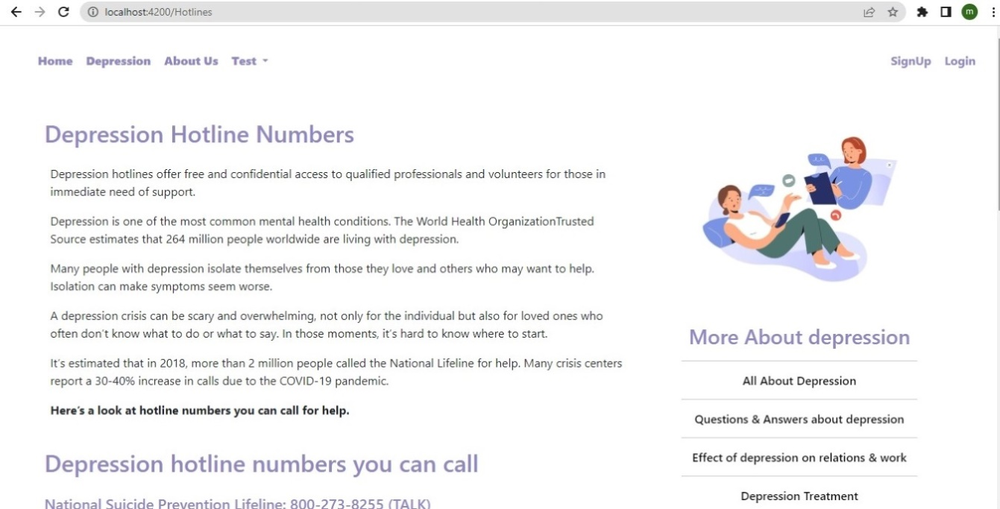 localhost:4200/Hotlines
m
Home Depression About Us Test
SignUp Login
Depression Hotline Numbers
Depression hotlines offer free and confidential access to qualified professionals and volunteers for those in
immediate need of support.
Depression is one of the most common mental health conditions. The World Health OrganizationTrusted
Source estimates that 264 million people worldwide are living with depression.
Many people with depression isolate themselves from those they love and others who may want to help.
Isolation can make symptoms seem worse.
A depression crisis can be scary and overwhelming, not only for the individual but also for loved ones who
often don't know what to do or what to say. In those moments, it's hard to know where to start.
It's estimated that in 2018, more than 2 million people called the National Lifeline for help. Many crisis centers
report a 30-40% increase in calls due to the COVID-19 pandemic.
Here's a look at hotline numbers you can call for help.
Depression hotline numbers you can call
National Suicide Prevention Lifeline: 800-273-8255 (TALK)
More About depression
All About Depression
Questions & Answers about depression
Effect of depression on relations & work
Depression Treatment